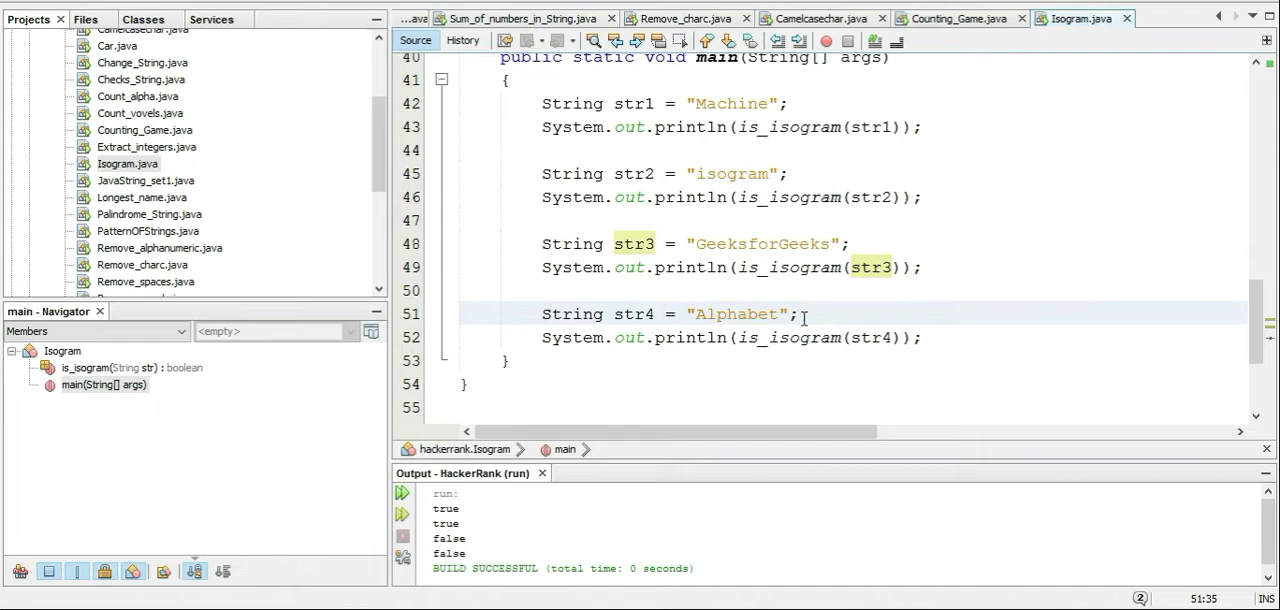 Projects Files Classes Services
...ava Sum_of_numbers_in_String.java Remove_charc.java Camelcasechar.java Counting_Game.java Isogram.java
Source History
Car.java
Change_String.java
Checks_String.java
Count_alpha.java
Count_vovels.java
Counting_Game.java
Extract_integers.java
Isogram.java
JavaString_set1.java
Longest_name.java
Palindrome_String.java
PatternOFStrings.java
Remove_alphanumeric.java
Remove_charc.java
Remove_spaces.java
main - Navigator
Members <empty>
Isogram
is_isogram(String str) : boolean
main(String[] args)
40 public static void main(String[] args)
41 {
42 String str1 = "Machine";
43 System.out.println(is_isogram(str1));
44
45 String str2 = "isogram";
46 System.out.println(is_isogram(str2));
47
48 String str3 = "GeeksforGeeks";
49 System.out.println(is_isogram(str3));
50
51 String str4 = "Alphabet";
52 System.out.println(is_isogram(str4));
53 }
54 }
55
hackerrank.Isogram main
Output - HackerRank (run)
run:
true
true
false
false
BUILD SUCCESSFUL (total time: 0 seconds)
2 51:35 INS